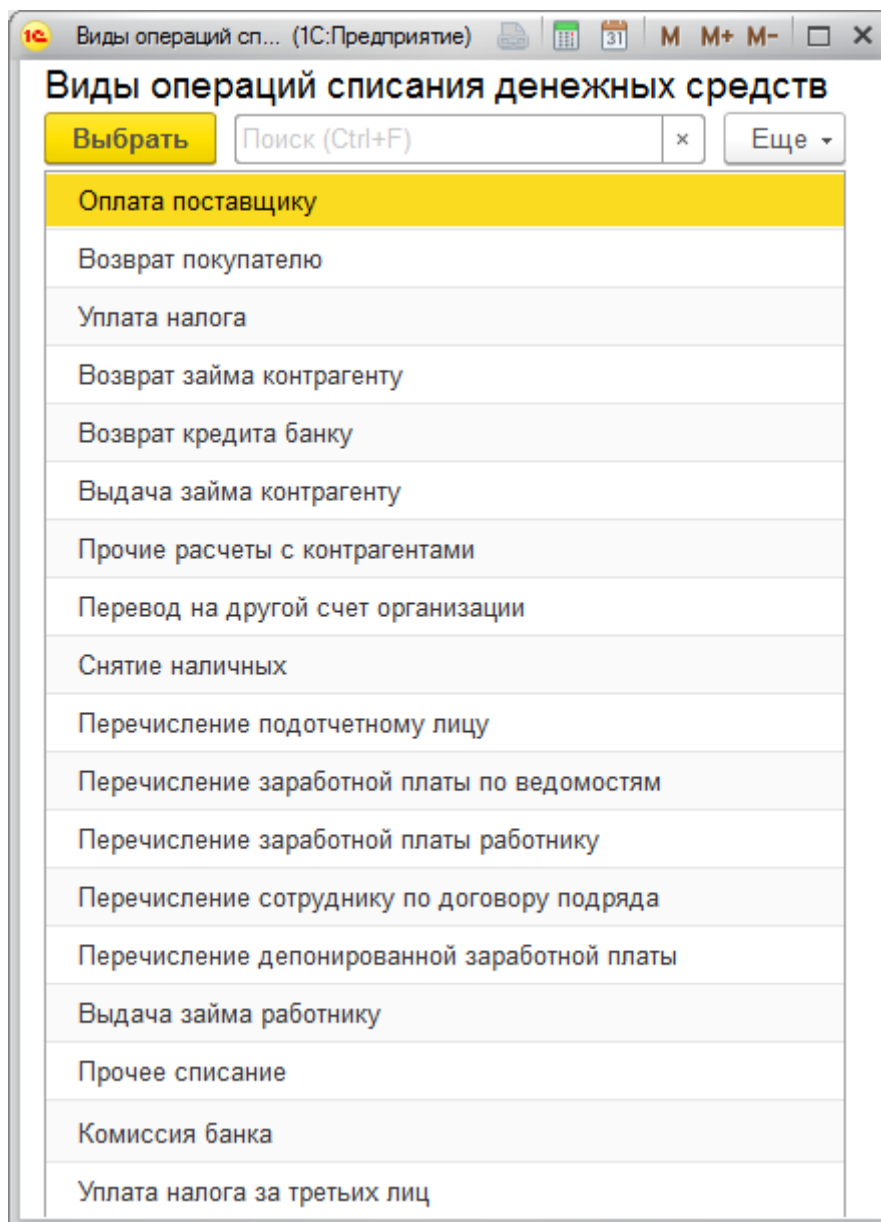 1С Виды операций сп... (1С:Предприятие) 31 M M+ M-
Виды операций списания денежных средств
Выбрать Поиск (Ctrl+F) × Еще
Оплата поставщику
Возврат покупателю
Уплата налога
Возврат займа контрагенту
Возврат кредита банку
Выдача займа контрагенту
Прочие расчеты с контрагентами
Перевод на другой счет организации
Снятие наличных
Перечисление подотчетному лицу
Перечисление заработной платы по ведомостям
Перечисление заработной платы работнику
Перечисление сотруднику по договору подряда
Перечисление депонированной заработной платы
Выдача займа работнику
Прочее списание
Комиссия банка
Уплата налога за третьих лиц